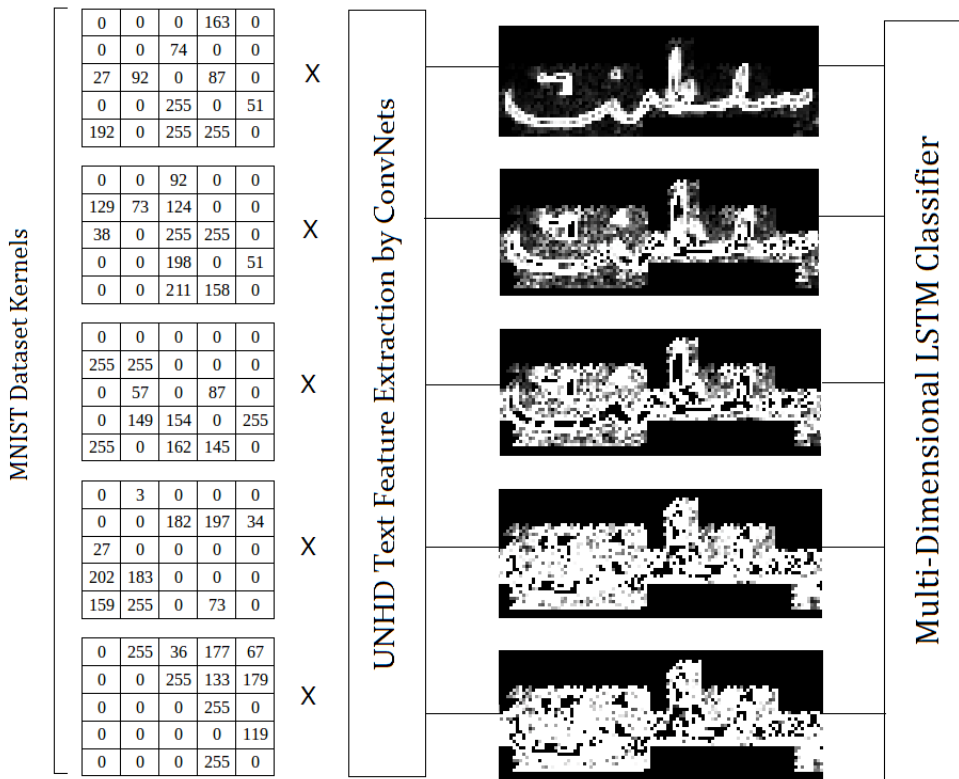 MNIST Dataset Kernels
0 0 0 163 0
0 0 74 0 0
27 92 0 87 0
0 0 255 0 51
192 0 255 255 0
X
0 0 92 0 0
129 73 124 0 0
38 0 255 255 0
0 0 198 0 51
0 0 211 158 0
X
0 0 0 0 0
255 255 0 0 0
0 57 0 87 0
0 149 154 0 255
255 0 162 145 0
X
0 3 0 0 0
0 0 182 197 34
27 0 0 0 0
202 183 0 0 0
159 255 0 73 0
X
0 255 36 177 67
0 0 255 133 179
0 0 0 255 0
0 0 0 0 119
0 0 0 255 0
X
UNHD Text Feature Extraction by ConvNets
Multi-Dimensional LSTM Classifier